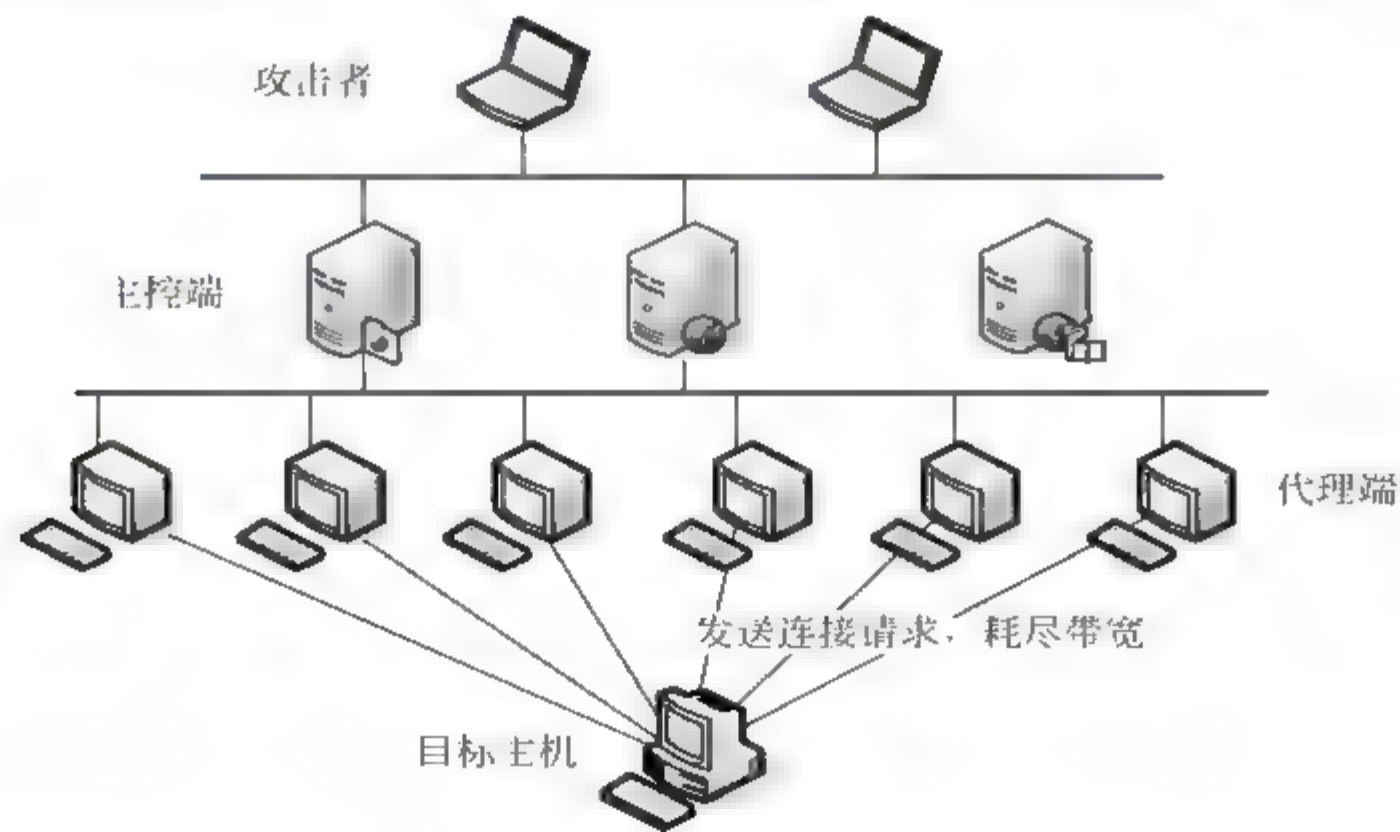 攻击者
主控端
代理端
发送连接请求，耗尽带宽
目标主机